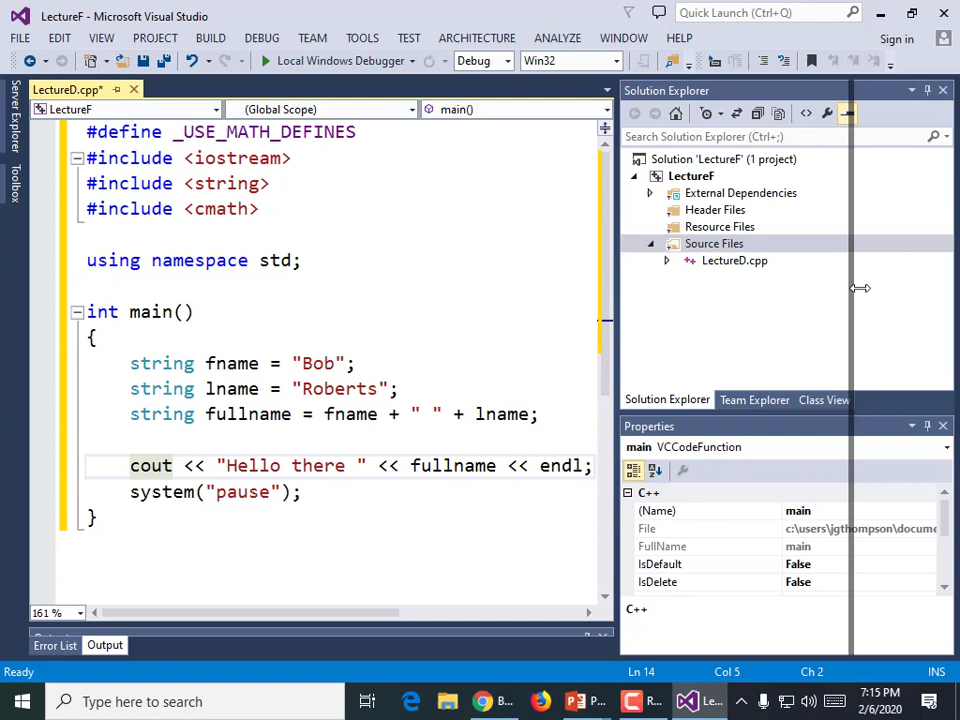 LectureF - Microsoft Visual Studio
Quick Launch (Ctrl+Q)
FILE EDIT VIEW PROJECT BUILD DEBUG TEAM TOOLS TEST ARCHITECTURE ANALYZE WINDOW HELP Sign in
Local Windows Debugger Debug Win32
Server Explorer
Toolbox
LectureD.cpp*
LectureF (Global Scope) main()
#define _USE_MATH_DEFINES
#include <iostream>
#include <string>
#include <cmath>
using namespace std;
int main()
{
string fname = "Bob";
string lname = "Roberts";
string fullname = fname + " " + lname;
cout << "Hello there " << fullname << endl;
system("pause");
}
161 %
Error List Output
Solution Explorer
Search Solution Explorer (Ctrl+;)
Solution 'LectureF' (1 project)
LectureF
External Dependencies
Header Files
Resource Files
Source Files
LectureD.cpp
Solution Explorer Team Explorer Class View
Properties
main VCCodeFunction
C++
(Name) main
File c:\users\jgthompson\docume
FullName main
IsDefault False
IsDelete False
C++
Ready Ln 14 Col 5 Ch 2 INS
Type here to search
B... P... R... Le...
7:15 PM
2/6/2020